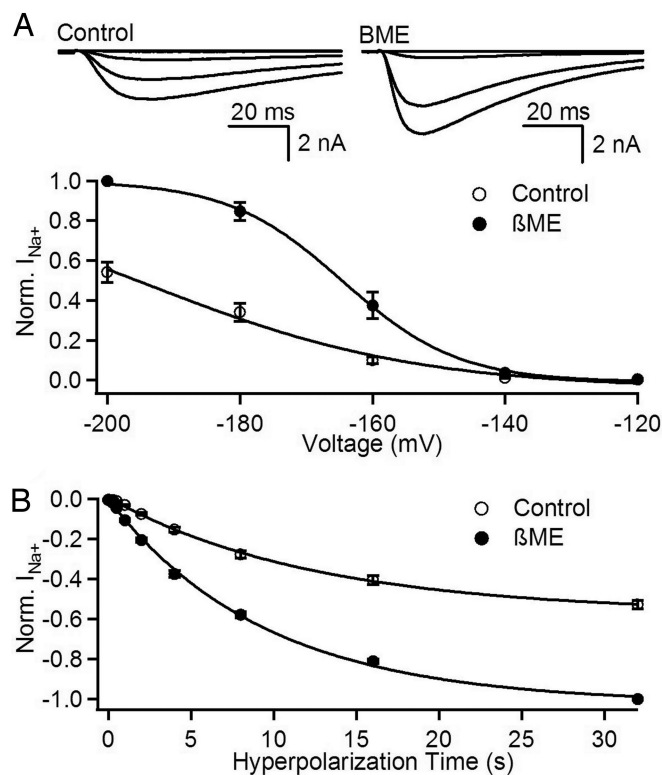 A
Control
BME
20 ms
2 nA
20 ms
2 nA
Norm. I Na+
1.0
0.8
0.6
0.4
0.2
0.0
Control
ßME
-200
-180
-160
-140
-120
Voltage (mV)
B
Norm. I Na+
0.0
-0.2
-0.4
-0.6
-0.8
-1.0
Control
ßME
0
5
10
15
20
25
30
Hyperpolarization Time (s)